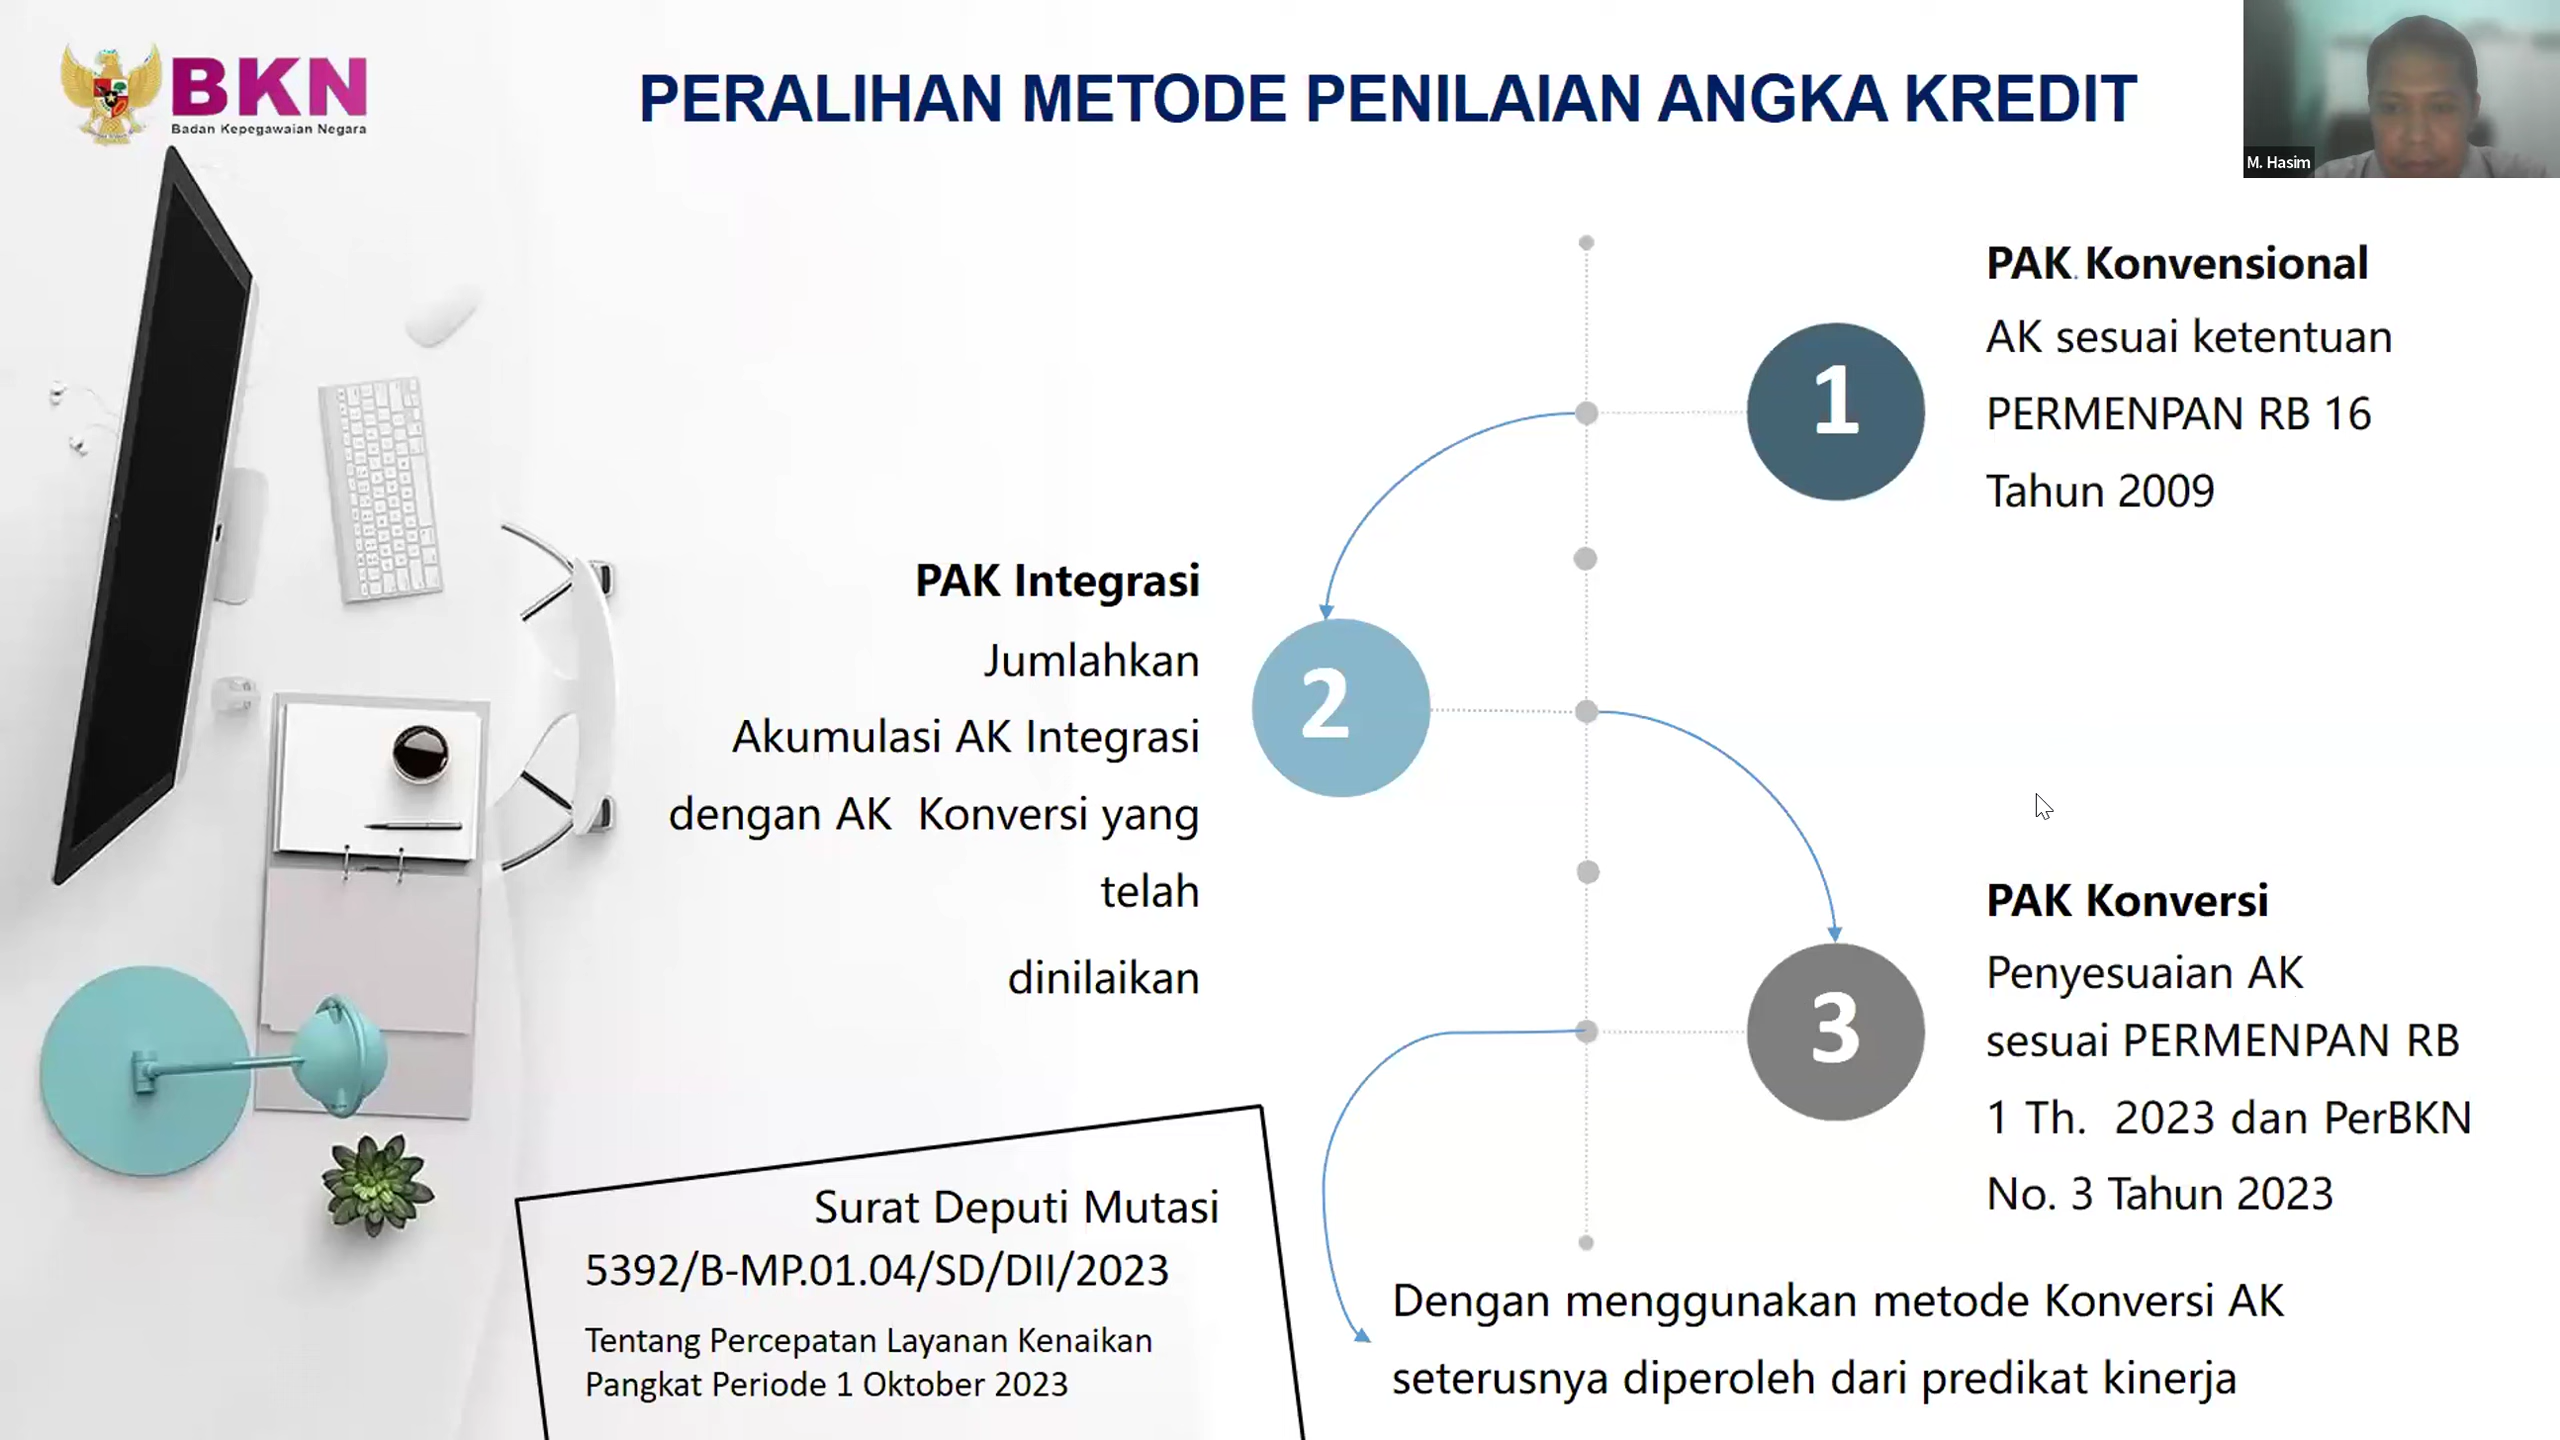 BKN
Badan Kepegawaian Negara
PERALIHAN METODE PENILAIAN ANGKA KREDIT
M. Hasim
1
PAK Konvensional
AK sesuai ketentuan
PERMENPAN RB 16
Tahun 2009
2
PAK Integrasi
Jumlahkan
Akumulasi AK Integrasi
dengan AK Konversi yang
telah
dinilaikan
3
PAK Konversi
Penyesuaian AK
sesuai PERMENPAN RB
1 Th. 2023 dan PerBKN
No. 3 Tahun 2023
Surat Deputi Mutasi
5392/B-MP.01.04/SD/DII/2023
Tentang Percepatan Layanan Kenaikan
Pangkat Periode 1 Oktober 2023
Dengan menggunakan metode Konversi AK
seterusnya diperoleh dari predikat kinerja